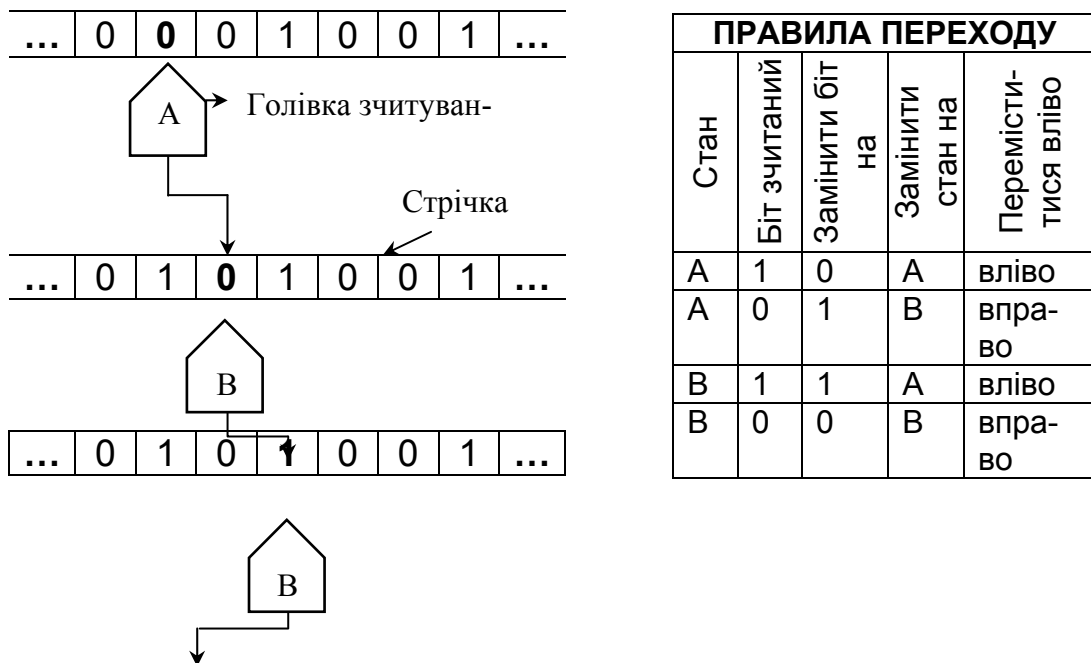 ... 0 0 0 1 0 0 1 ...
A
Голівка зчитуван-
Стрічка
... 0 1 0 1 0 0 1 ...
B
... 0 1 0 1 0 0 1 ...
B
ПРАВИЛА ПЕРЕХОДУ
Стан
Біт зчитаний
Замінити біт
на
Замінити
стан на
Перемісти-
тися вліво
A 1 0 A вліво
A 0 1 B впра-
во
B 1 1 A вліво
B 0 0 B впра-
во